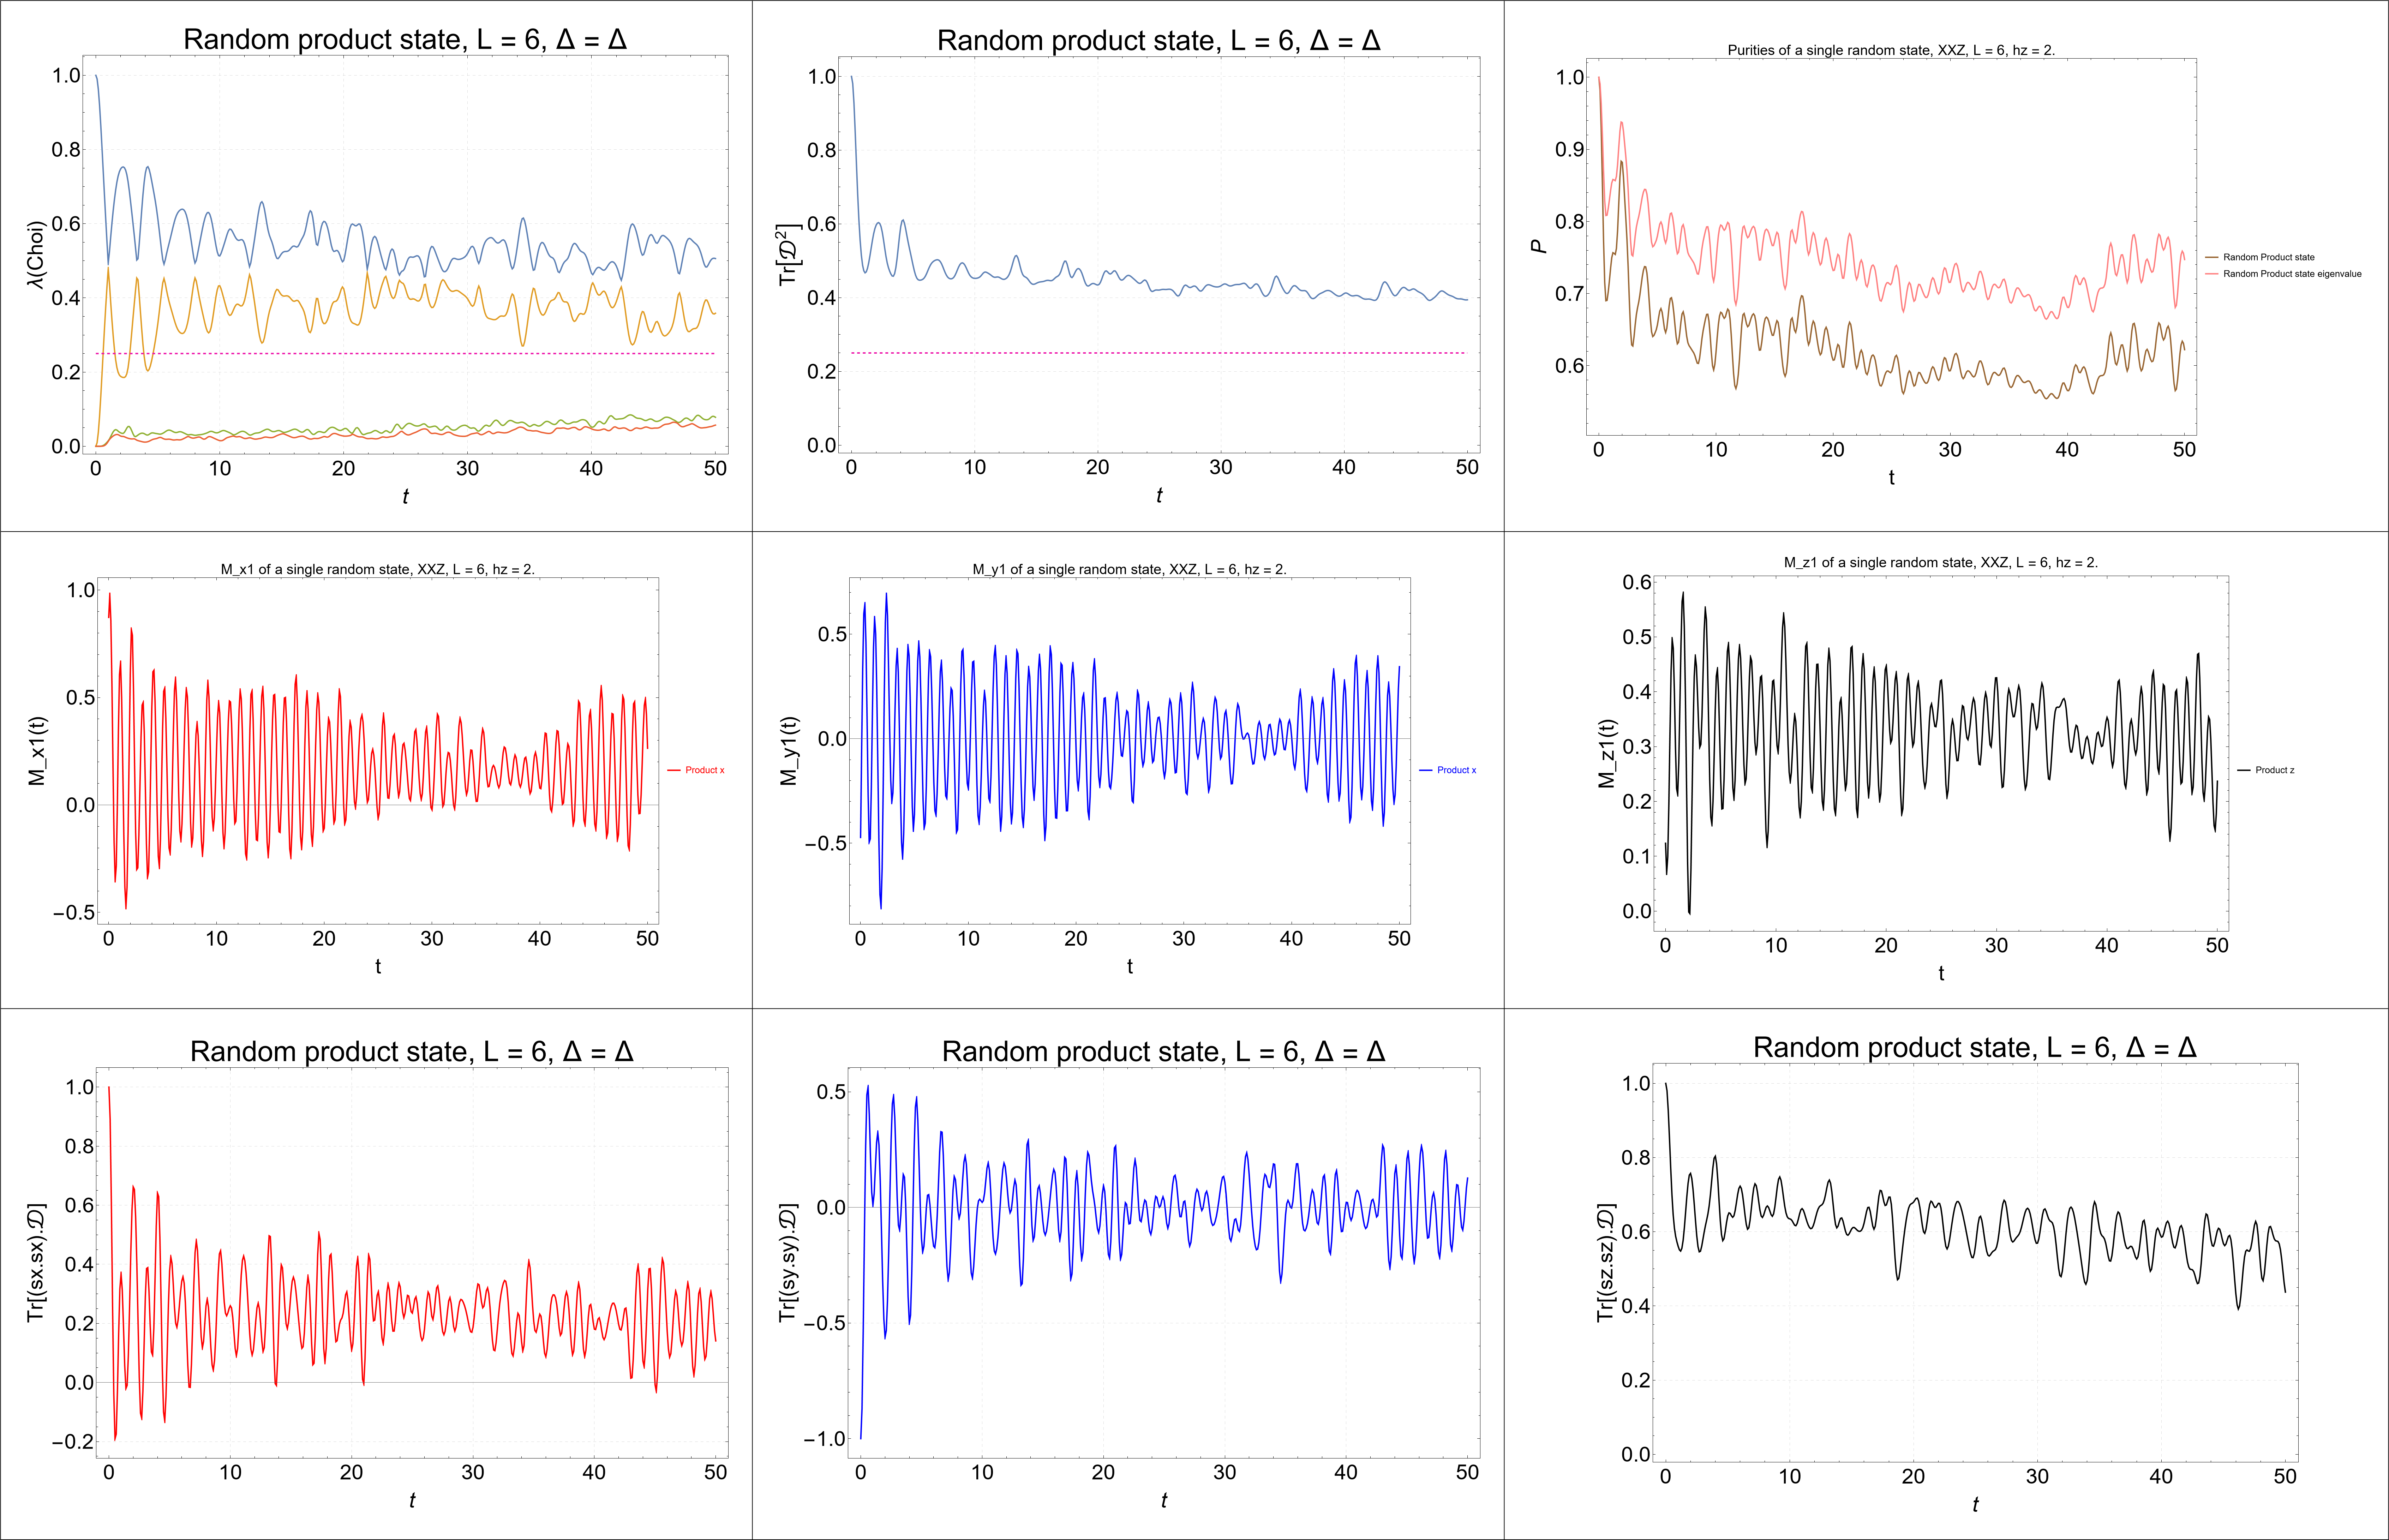 Random product state, L = 6, Δ = Δ
λ(Choi)
1.0
0.8
0.6
0.4
0.2
0.0
0 10 20 30 40 50
t
Random product state, L = 6, Δ = Δ
Tr[𝒟²]
1.0
0.8
0.6
0.4
0.2
0.0
0 10 20 30 40 50
t
Purities of a single random state, XXZ, L = 6, hz = 2.
P
1.0
0.9
0.8
0.7
0.6
0 10 20 30 40 50
t
Random Product state
Random Product state eigenvalue
M_x1 of a single random state, XXZ, L = 6, hz = 2.
M_x1(t)
1.0
0.5
0.0
−0.5
0 10 20 30 40 50
t
Product x
M_y1 of a single random state, XXZ, L = 6, hz = 2.
M_y1(t)
0.5
0.0
−0.5
0 10 20 30 40 50
t
Product x
M_z1 of a single random state, XXZ, L = 6, hz = 2.
M_z1(t)
0.6
0.5
0.4
0.3
0.2
0.1
0.0
0 10 20 30 40 50
t
Product z
Random product state, L = 6, Δ = Δ
Tr[(sx.sx).𝒟]
1.0
0.8
0.6
0.4
0.2
0.0
−0.2
0 10 20 30 40 50
t
Random product state, L = 6, Δ = Δ
Tr[(sy.sy).𝒟]
0.5
0.0
−0.5
−1.0
0 10 20 30 40 50
t
Random product state, L = 6, Δ = Δ
Tr[(sz.sz).𝒟]
1.0
0.8
0.6
0.4
0.2
0.0
0 10 20 30 40 50
t